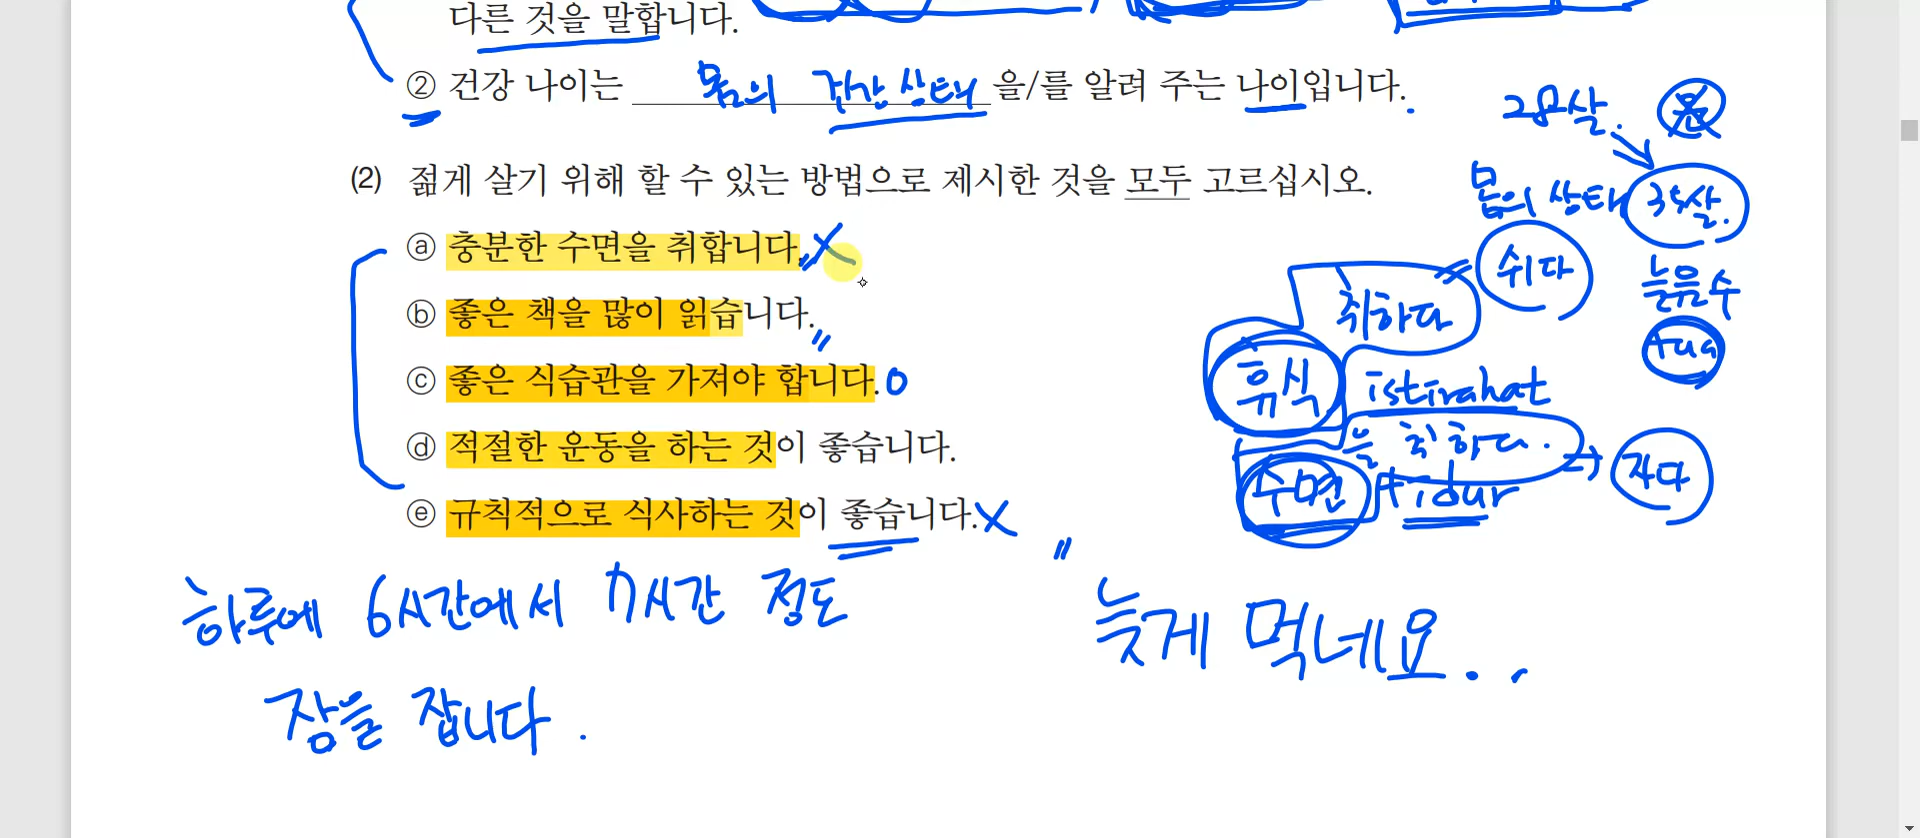 다른 것을 말합니다.
② 건강 나이는 몸의 건강 상태 을/를 알려 주는 나이입니다.
28살.
(2) 젊게 살기 위해 할 수 있는 방법으로 제시한 것을 모두 고르십시오.
몸의 상태 35살.
ⓐ 충분한 수면을 취합니다. X
쉬다
늙을수
취하다
ⓑ 좋은 책을 많이 읽습니다.
tua
ⓒ 좋은 식습관을 가져야 합니다. O
휴식 istirahat
ⓓ 적절한 운동을 하는 것이 좋습니다.
을 취하다. → 자다
수면 tidur
ⓔ 규칙적으로 식사하는 것이 좋습니다. X
하루에 6시간에서 7시간 정도
늦게 먹네요..
잠을 잡니다.